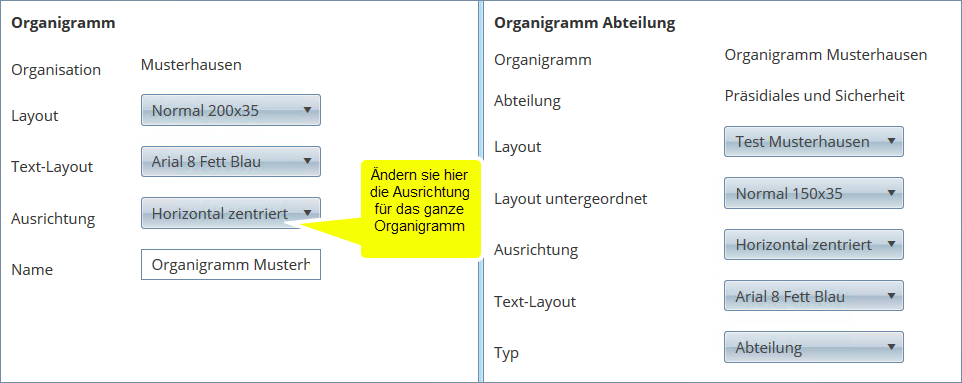 Organigramm
Organisation Musterhausen
Layout Normal 200x35
Text-Layout Arial 8 Fett Blau
Ausrichtung Horizontal zentriert
Name Organigramm Musterh
Ändern sie hier
die Ausrichtung
für das ganze
Organigramm
Organigramm Abteilung
Organigramm Organigramm Musterhausen
Abteilung Präsidiales und Sicherheit
Layout Test Musterhausen
Layout untergeordnet Normal 150x35
Ausrichtung Horizontal zentriert
Text-Layout Arial 8 Fett Blau
Typ Abteilung